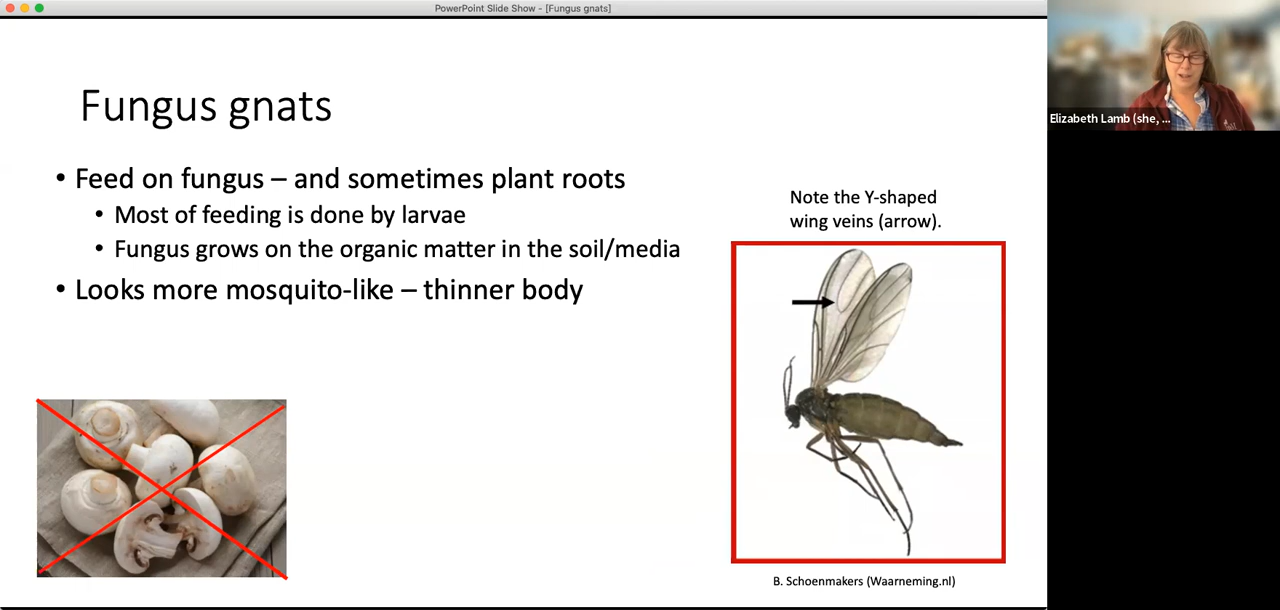 PowerPoint Slide Show - [Fungus gnats]
Fungus gnats
• Feed on fungus – and sometimes plant roots
• Most of feeding is done by larvae
• Fungus grows on the organic matter in the soil/media
• Looks more mosquito-like – thinner body
Note the Y-shaped
wing veins (arrow).
B. Schoenmakers (Waarneming.nl)
Elizabeth Lamb (she, ...